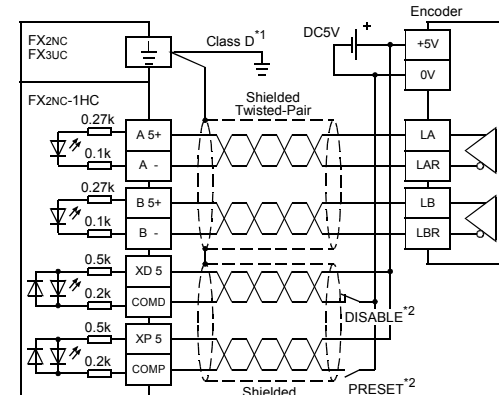 Encoder
FX2NC
FX3UC
Class D*1
DC5V
+
+5V
0V
FX2NC-1HC
Shielded
Twisted-Pair
0.27k
A 5+
LA
0.1k
A -
LAR
0.27k
B 5+
LB
0.1k
B -
LBR
0.5k
XD 5
0.2k
COMD
DISABLE*2
0.5k
XP 5
0.2k
COMP
PRESET*2
Shielded